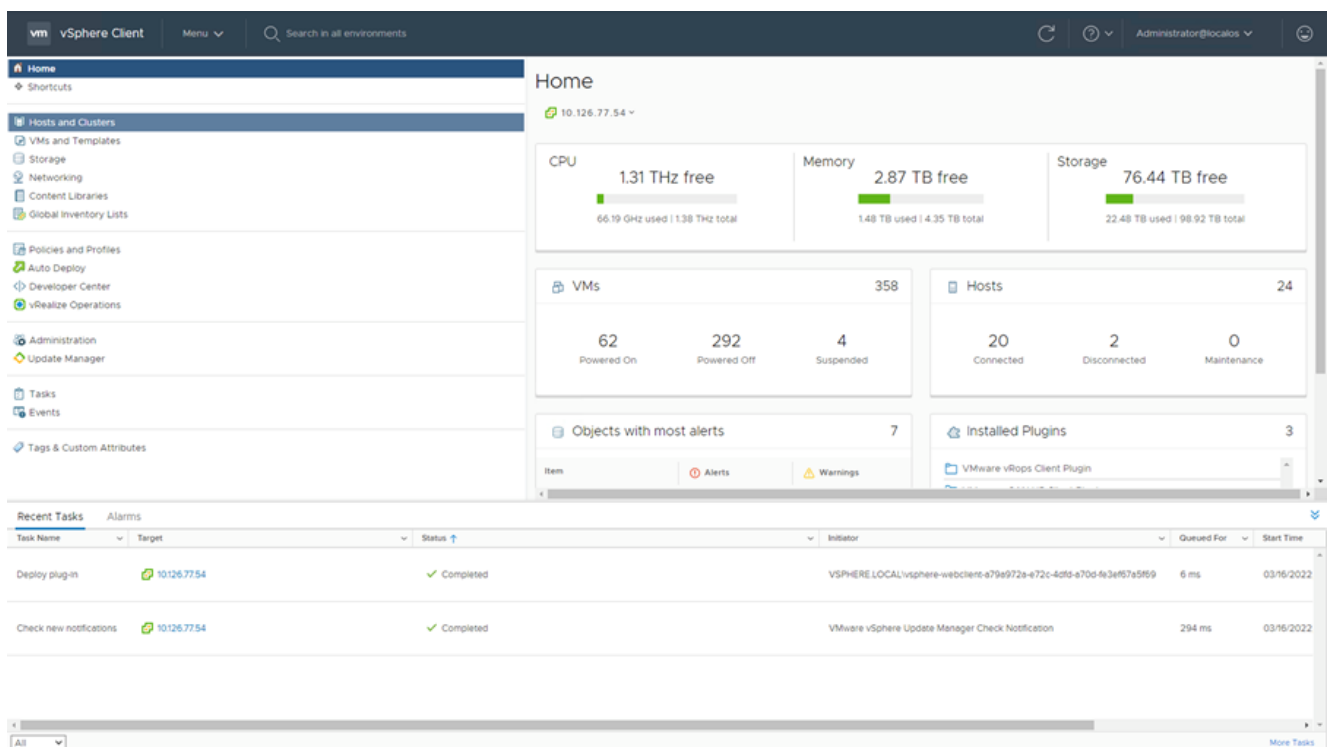 vm vSphere Client Menu Search in all environments Administrator@localos
Home
Shortcuts
Hosts and Clusters
VMs and Templates
Storage
Networking
Content Libraries
Global Inventory Lists
Policies and Profiles
Auto Deploy
Developer Center
vRealize Operations
Administration
Update Manager
Tasks
Events
Tags & Custom Attributes
Home
10.126.77.54
CPU
1.31 THz free
66.19 GHz used | 1.38 THz total
Memory
2.87 TB free
1.48 TB used | 4.35 TB total
Storage
76.44 TB free
22.48 TB used | 98.92 TB total
VMs 358
62 292 4
Powered On Powered Off Suspended
Hosts 24
20 2 0
Connected Disconnected Maintenance
Objects with most alerts 7
Item Alerts Warnings
Installed Plugins 3
VMware vRops Client Plugin
Recent Tasks Alarms
Task Name Target Status Initiator Queued For Start Time
Deploy plug-in 10.126.77.54 Completed VSPHERE.LOCAL\vsphere-webclient-a79a972a-e72c-4dfd-a70d-fe3ef67a5f69 6 ms 03/16/2022
Check new notifications 10.126.77.54 Completed VMware vSphere Update Manager Check Notification 294 ms 03/16/2022
All More Tasks